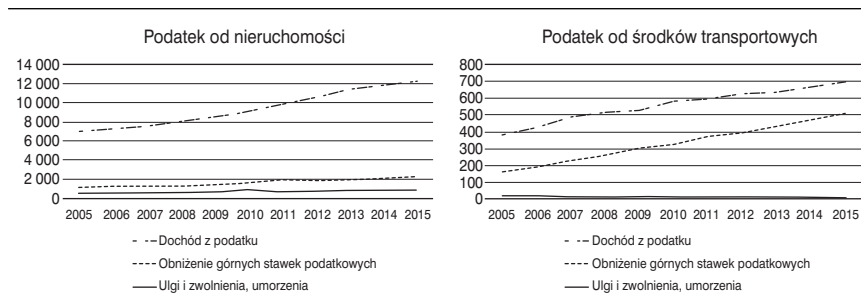 Podatek od nieruchomości
14 000
12 000
10 000
8 000
6 000
4 000
2 000
0
2005 2006 2007 2008 2009 2010 2011 2012 2013 2014 2015
Dochód z podatku
Obniżenie górnych stawek podatkowych
Ulgi i zwolnienia, umorzenia
Podatek od środków transportowych
800
700
600
500
400
300
200
100
0
2005 2006 2007 2008 2009 2010 2011 2012 2013 2014 2015
Dochód z podatku
Obniżenie górnych stawek podatkowych
Ulgi i zwolnienia, umorzenia